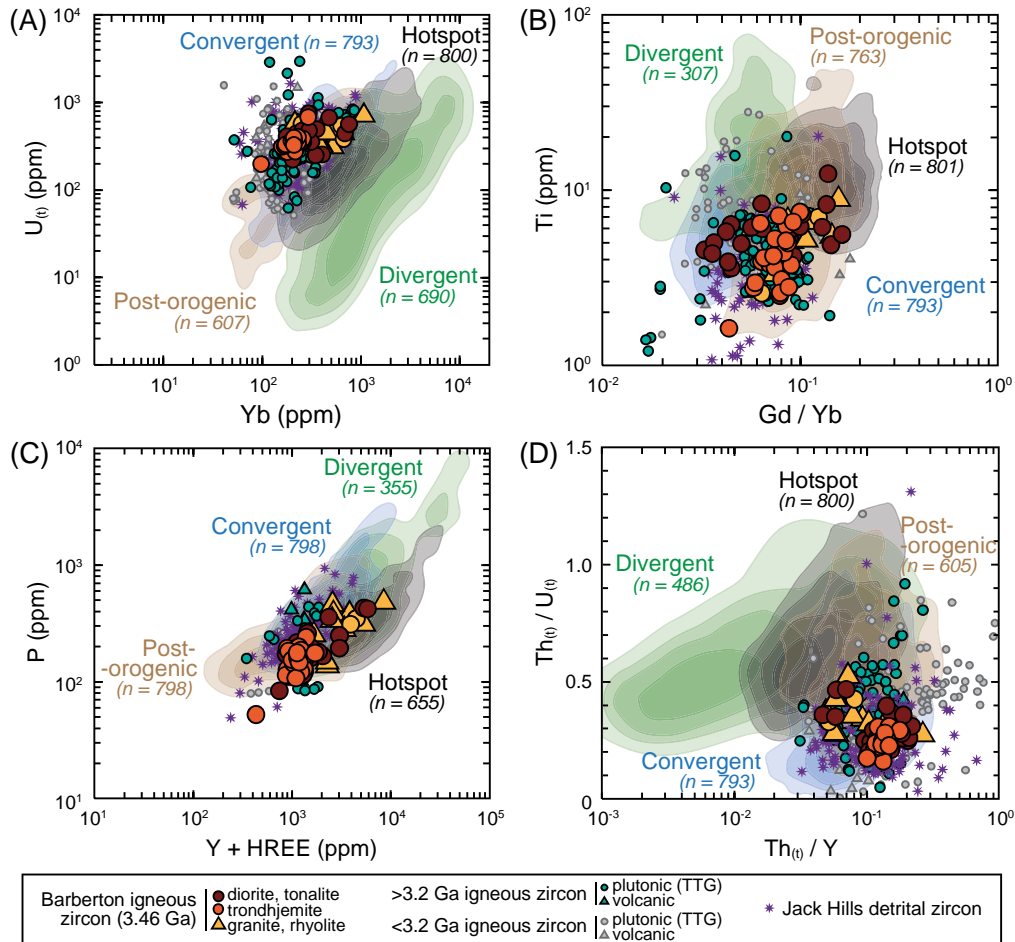 (A)
Convergent (n = 793)
Hotspot
(n = 800)
Divergent
(n = 690)
Post-orogenic
(n = 607)
U(t) (ppm)
10⁴
10³
10²
10¹
10⁰
10¹
10²
10³
10⁴
Yb (ppm)
(B)
Divergent
(n = 307)
Post-orogenic
(n = 763)
Hotspot
(n = 801)
Convergent
(n = 793)
Ti (ppm)
10²
10¹
10⁰
10⁻²
10⁻¹
10⁰
Gd / Yb
(C)
Divergent
(n = 355)
Convergent
(n = 798)
Post-
-orogenic
(n = 798)
Hotspot
(n = 655)
P (ppm)
10⁴
10³
10²
10¹
10¹
10²
10³
10⁴
10⁵
Y + HREE (ppm)
(D)
Hotspot
(n = 800)
Post-
-orogenic
(n = 605)
Divergent
(n = 486)
Convergent
(n = 793)
Th(t) / U(t)
1.5
1.0
0.5
0
10⁻³
10⁻²
10⁻¹
10⁰
Th(t) / Y
Barberton igneous
zircon (3.46 Ga)
diorite, tonalite
trondhjemite
granite, rhyolite
>3.2 Ga igneous zircon
plutonic (TTG)
volcanic
<3.2 Ga igneous zircon
plutonic (TTG)
volcanic
Jack Hills detrital zircon